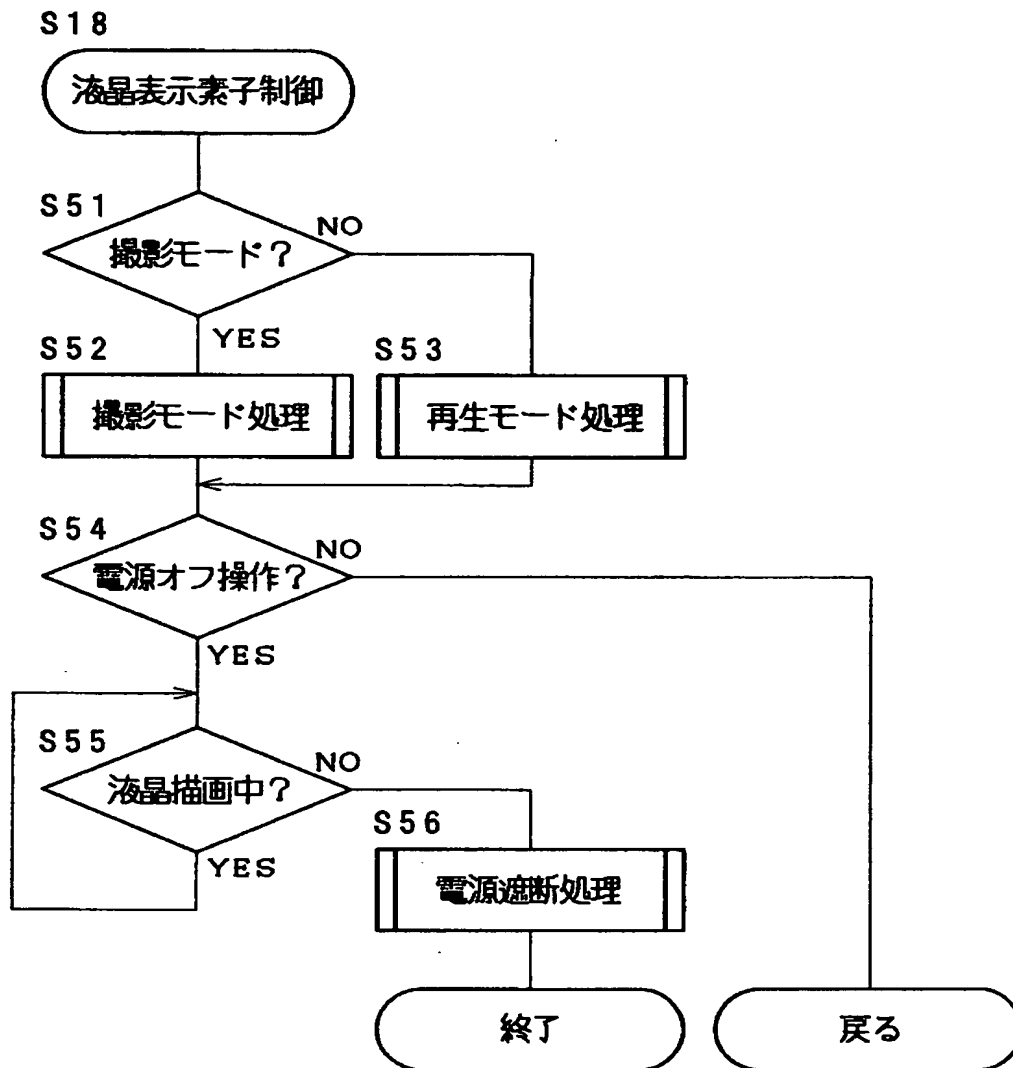 S18
液晶表示素子制御
S51
NO
撮影モード?
YES
S52
S53
撮影モード処理
再生モード処理
S54
NO
電源オフ操作?
YES
S55
NO
液晶描画中?
S56
YES
電源遮断処理
終了
戻る